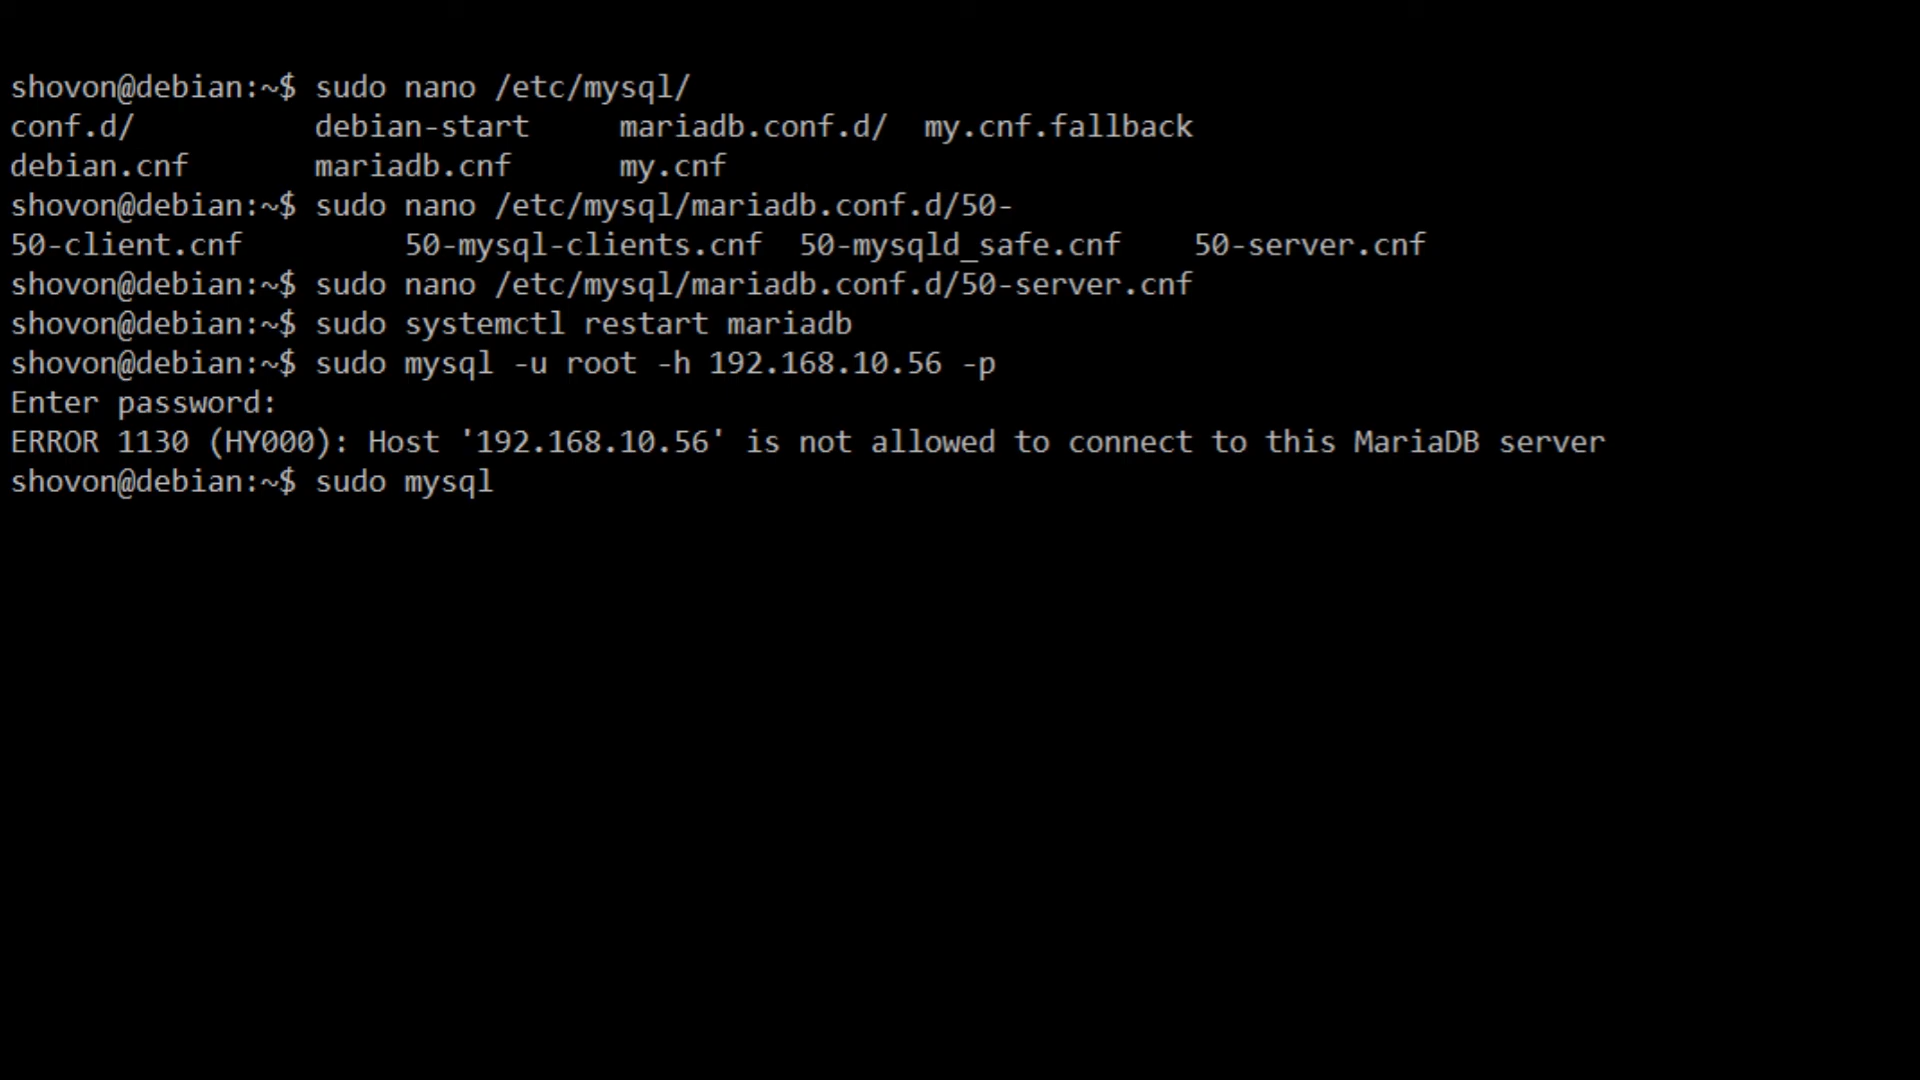 shovon@debian:~$ sudo nano /etc/mysql/
conf.d/ debian-start mariadb.conf.d/ my.cnf.fallback
debian.cnf mariadb.cnf my.cnf
shovon@debian:~$ sudo nano /etc/mysql/mariadb.conf.d/50-
50-client.cnf 50-mysql-clients.cnf 50-mysqld_safe.cnf 50-server.cnf
shovon@debian:~$ sudo nano /etc/mysql/mariadb.conf.d/50-server.cnf
shovon@debian:~$ sudo systemctl restart mariadb
shovon@debian:~$ sudo mysql -u root -h 192.168.10.56 -p
Enter password:
ERROR 1130 (HY000): Host '192.168.10.56' is not allowed to connect to this MariaDB server
shovon@debian:~$ sudo mysql